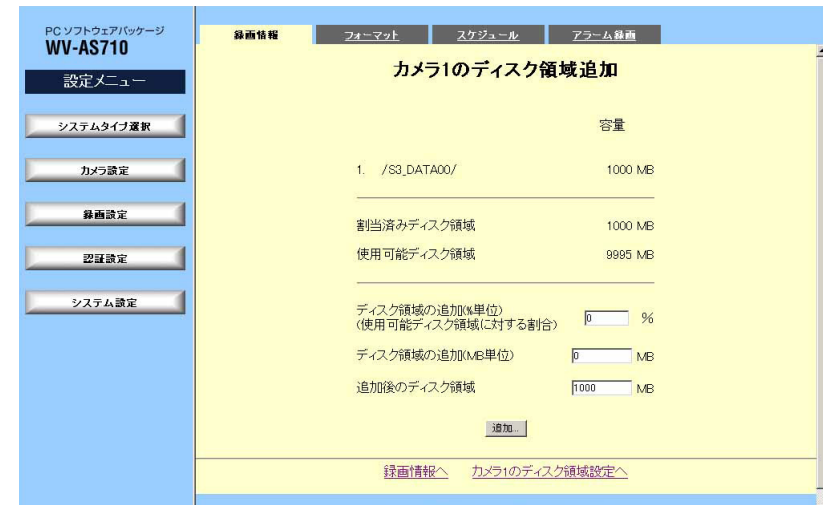 PC ソフトウェアパッケージ
WV-AS710
設定メニュー
システムタイプ選択
カメラ設定
録画設定
認証設定
システム設定
録画情報 フォーマット スケジュール アラーム録画
カメラ1のディスク領域追加
容量
1. /S3_DATA00/ 1000 MB
割当済みディスク領域 1000 MB
使用可能ディスク領域 9995 MB
ディスク領域の追加(%単位)
(使用可能ディスク領域に対する割合) 0 %
ディスク領域の追加(MB単位) 0 MB
追加後のディスク領域 1000 MB
追加...
録画情報へ カメラ1のディスク領域設定へ